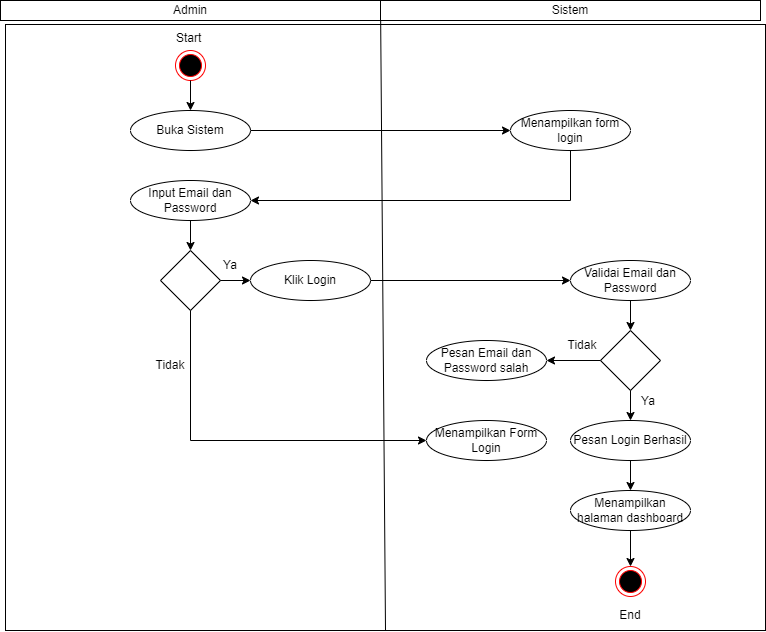 Admin
Sistem
Start
Buka Sistem
Menampilkan form
login
Input Email dan
Password
Ya
Klik Login
Validai Email dan
Password
Tidak
Pesan Email dan
Password salah
Tidak
Ya
Menampilkan Form
Login
Pesan Login Berhasil
Menampilkan
halaman dashboard
End